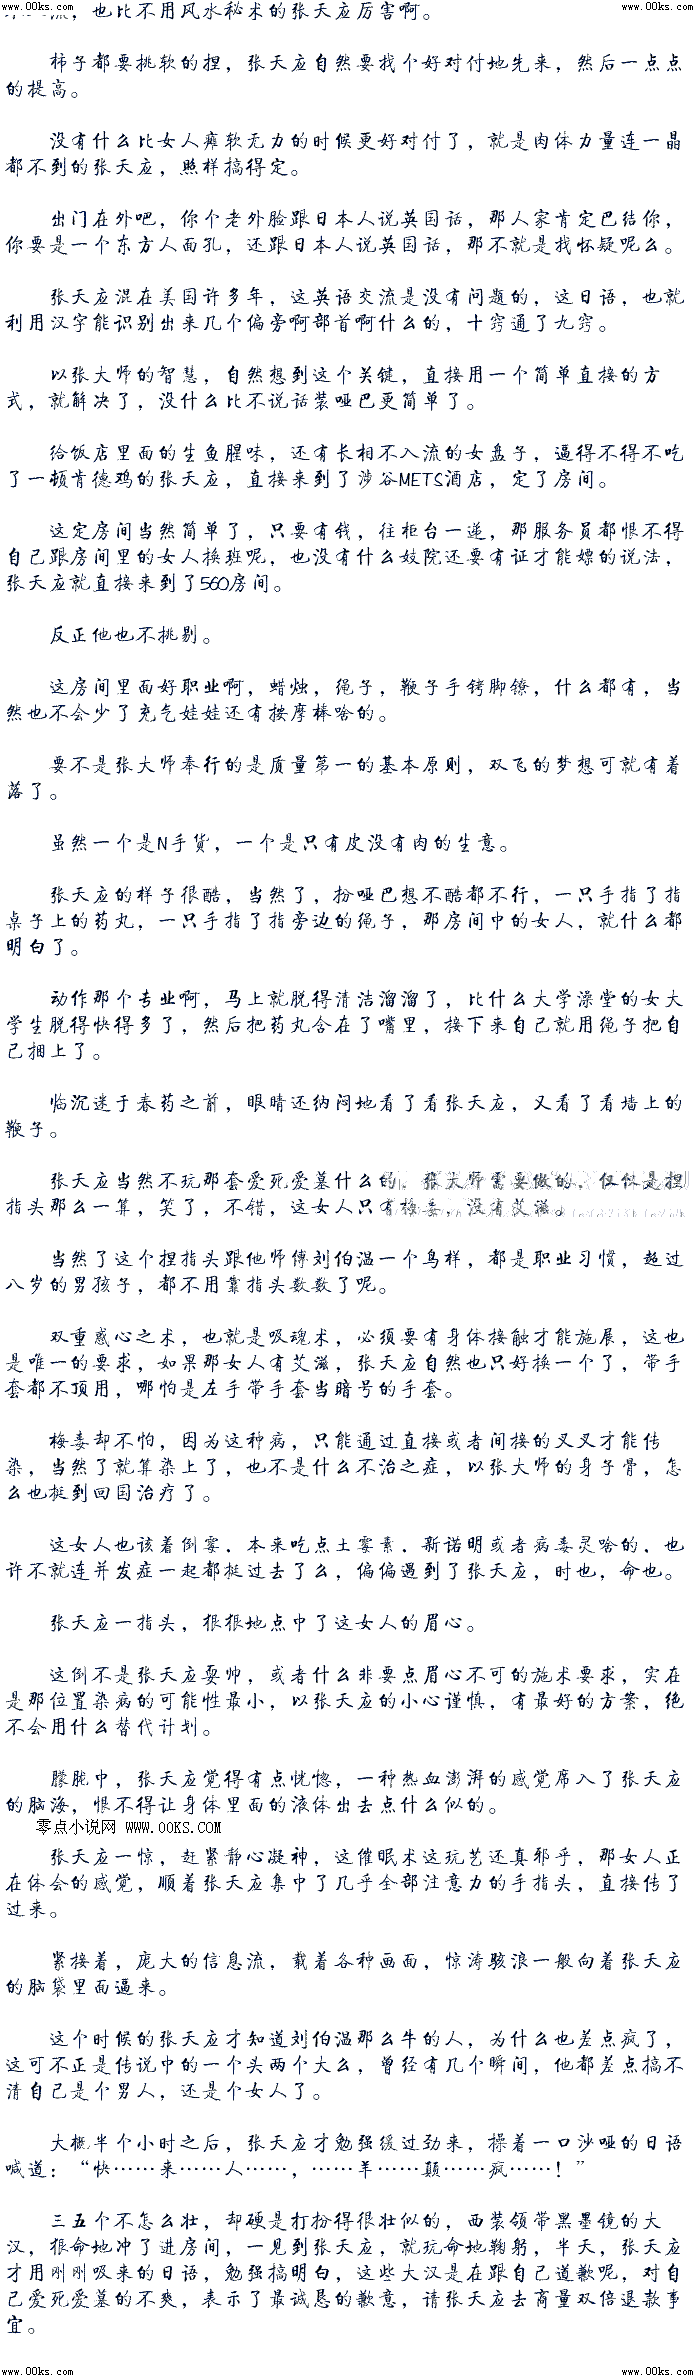 www.00ks.com www.00ks.com
流，也比不用风水秘术的张天应厉害啊。
柿子都要挑软的捏，张天应自然要找个好对付地先来，然后一点点
的提高。
没有什么比女人瘫软无力的时候更好对付了，就是肉体力量连一晶
都不到的张天应，照样搞得定。
出门在外吧，你个老外脸跟日本人说英国话，那人家肯定巴结你，
你要是一个东方人面孔，还跟日本人说英国话，那不就是找怀疑呢么。
张天应混在美国许多年，这英语交流是没有问题的，这日语，也就
利用汉字能识别出来几个偏旁啊部首啊什么的，十窍通了九窍。
以张大师的智慧，自然想到这个关键，直接用一个简单直接的方
式，就解决了，没什么比不说话装哑巴更简单了。
给饭店里面的生鱼腥味，还有长相不入流的女盘子，逼得不得不吃
了一顿肯德鸡的张天应，直接来到了涉谷METS酒店，定了房间。
这定房间当然简单了，只要有钱，往柜台一递，那服务员都恨不得
自己跟房间里的女人换班呢，也没有什么妓院还要有证才能嫖的说法，
张天应就直接来到了560房间。
反正他也不挑剔。
这房间里面好职业啊，蜡烛，绳子，鞭子手铐脚镣，什么都有，当
然也不会少了充气娃娃还有按摩棒啥的。
要不是张大师奉行的是质量第一的基本原则，双飞的梦想可就有着
落了。
虽然一个是N手货，一个是只有皮没有肉的生意。
张天应的样子很酷，当然了，扮哑巴想不酷都不行，一只手指了指
桌子上的药丸，一只手指了指旁边的绳子，那房间中的女人，就什么都
明白了。
动作那个专业啊，马上就脱得清洁溜溜了，比什么大学澡堂的女大
学生脱得快得多了，然后把药丸含在了嘴里，接下来自己就用绳子把自
己捆上了。
临沉迷于春药之前，眼睛还纳闷地看了看张天应，又看了看墙上的
鞭子。
张天应当然不玩那套爱死爱墓什么的，张大师需要做的，仅仅是捏
指头那么一算，笑了，不错，这女人只有梅毒，没有艾滋。
当然了这个捏指头跟他师傅刘伯温一个鸟样，都是职业习惯，超过
八岁的男孩子，都不用靠指头数数了呢。
双重惑心之术，也就是吸魂术，必须要有身体接触才能施展，这也
是唯一的要求，如果那女人有艾滋，张天应自然也只好换一个了，带手
套都不顶用，哪怕是左手带手套当暗号的手套。
梅毒却不怕，因为这种病，只能通过直接或者间接的叉叉才能传
染，当然了就算染上了，也不是什么不治之症，以张大师的身子骨，怎
么也挺到回国治疗了。
这女人也该着倒霉，本来吃点土霉素，新诺明或者病毒灵啥的，也
许不就连并发症一起都挺过去了么，偏偏遇到了张天应，时也，命也。
张天应一指头，狠狠地点中了这女人的眉心。
这倒不是张天应耍帅，或者什么非要点眉心不可的施术要求，实在
是那位置染病的可能性最小，以张天应的小心谨慎，有最好的方案，绝
不会用什么替代计划。
朦胧中，张天应觉得有点恍惚，一种热血澎湃的感觉席入了张天应
的脑海，恨不得让身体里面的液体出去点什么似的。
零点小说网 www.00KS.com
张天应一惊，赶紧静心凝神，这催眠术这玩艺还真邪乎，那女人正
在体会的感觉，顺着张天应集中了几乎全部注意力的手指头，直接传了
过来。
紧接着，庞大的信息流，载着各种画面，惊涛骇浪一般向着张天应
的脑袋里面逼来。
这个时候的张天应才知道刘伯温那么牛的人，为什么也差点疯了，
这可不正是传说中的一个头两个大么，曾经有几个瞬间，他都差点搞不
清自己是个男人，还是个女人了。
大概半个小时之后，张天应才勉强缓过劲来，操着一口沙哑的日语
喊道：“快……来……人……，……羊……颠……疯……！”
三五个不怎么壮，却硬是打扮得很壮似的，西装领带黑墨镜的大
汉，狠命地冲了进房间，一见到张天应，就玩命地鞠躬，半天，张天应
才用刚刚吸来的日语，勉强搞明白，这些大汉是在跟自己道歉呢，对自
己爱死爱墓的不爽，表示了最诚恳的歉意，请张天应去商量双倍退款事
宜。
www.00ks.com www.00ks.com